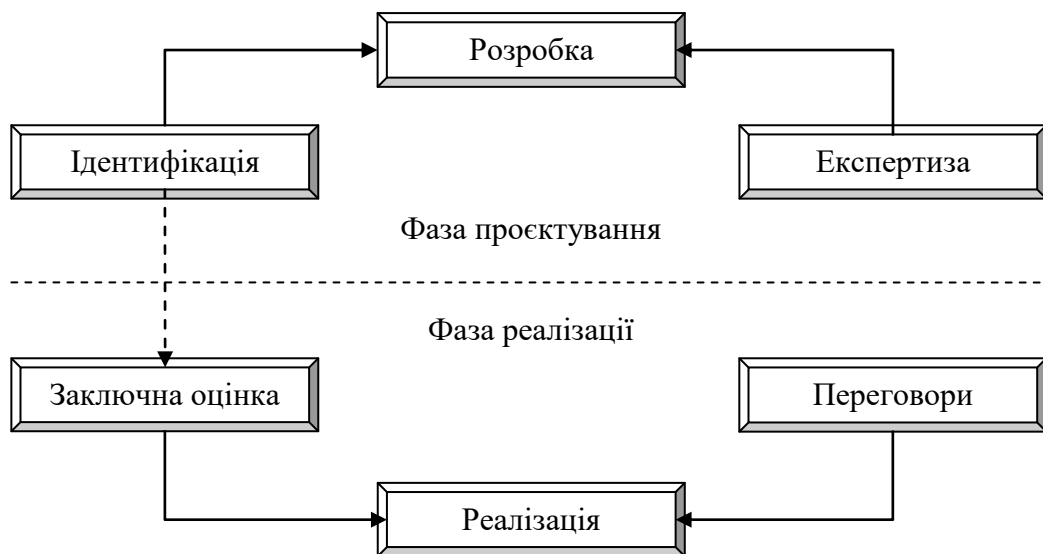 Розробка
Ідентифікація
Експертиза
Фаза проєктування
Фаза реалізації
Заключна оцінка
Переговори
Реалізація